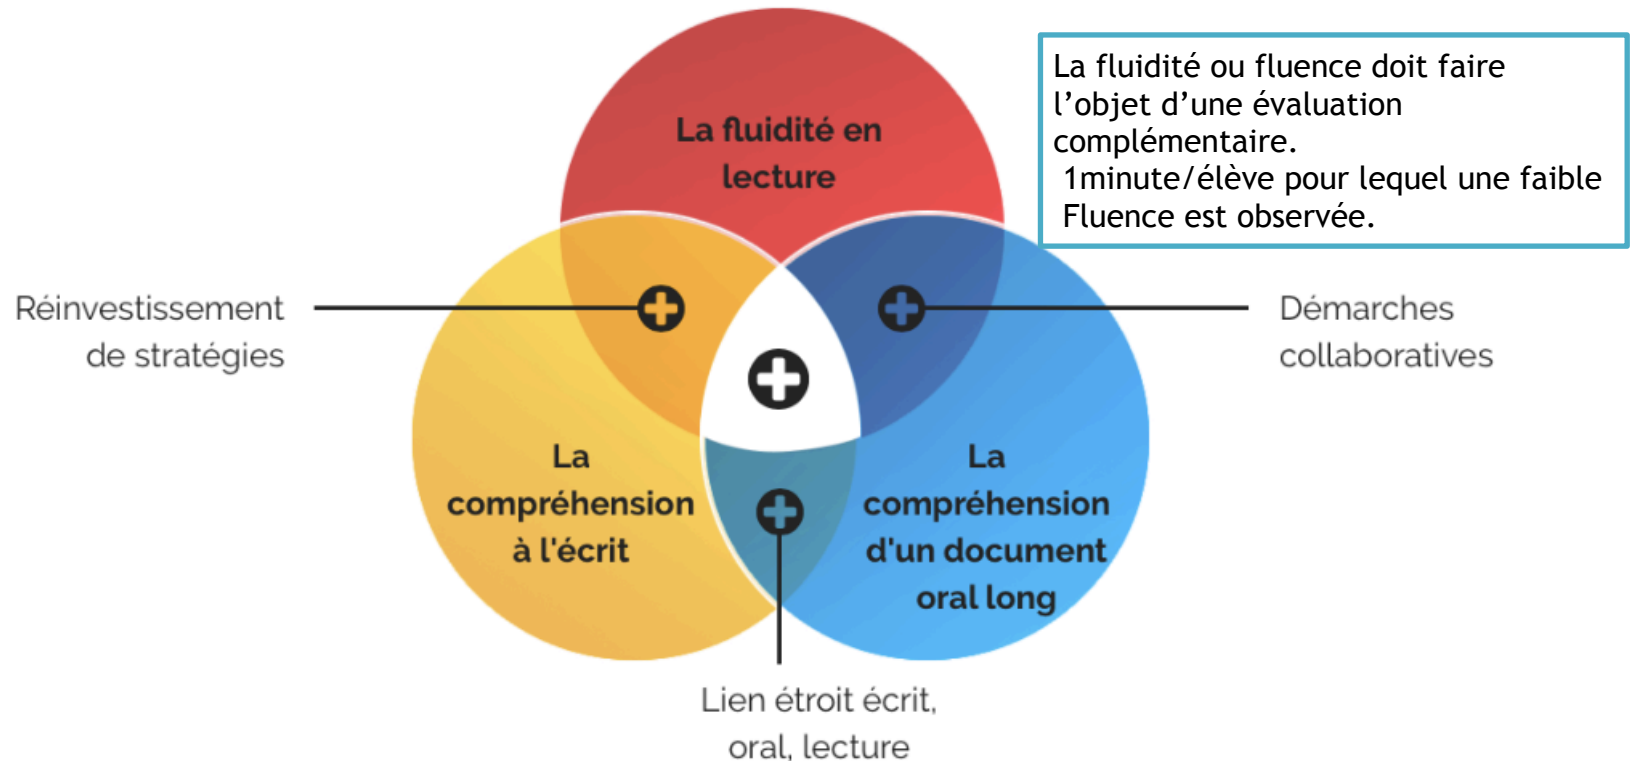 La fluidité en
lecture
La fluidité ou fluence doit faire
l’objet d’une évaluation
complémentaire.
1minute/élève pour lequel une faible
Fluence est observée.
Réinvestissement
de stratégies
Démarches
collaboratives
La
compréhension
à l'écrit
La
compréhension
d'un document
oral long
Lien étroit écrit,
oral, lecture